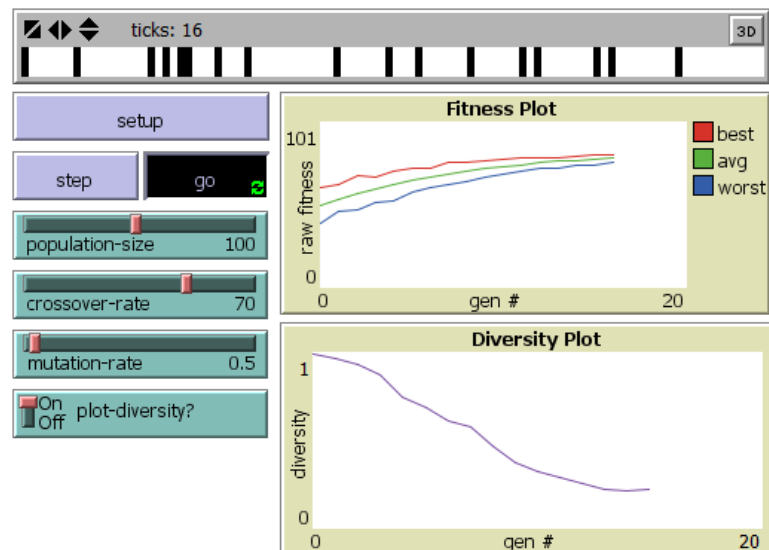 ticks: 16
3D
setup
step
go
population-size 100
crossover-rate 70
mutation-rate 0.5
On
Off
plot-diversity?
Fitness Plot
101
raw fitness
0
0
gen #
20
best
avg
worst
Diversity Plot
1
diversity
0
0
gen #
20